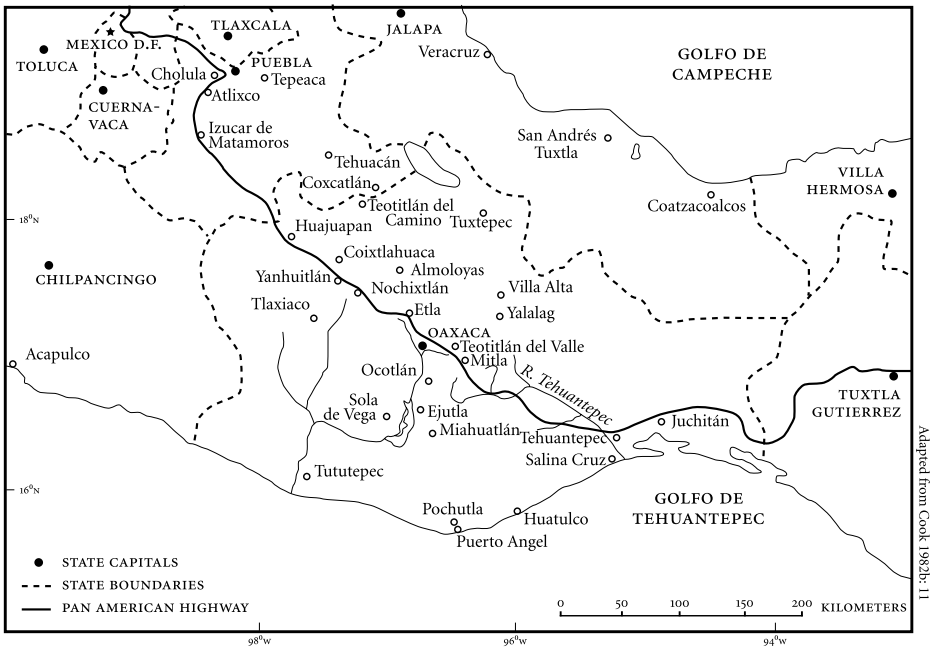 TLAXCALA
JALAPA
MEXICO D.F.
TOLUCA
Veracruz
GOLFO DE
CAMPECHE
PUEBLA
Cholula
Tepeaca
Atlixco
CUERNA-
VACA
Izucar de
Matamoros
San Andrés
Tuxtla
Tehuacán
Coxcatlán
VILLA
HERMOSA
Teotitlán del
Camino
Tuxtepec
Coatzacoalcos
18°N
Huajuapan
Coixtlahuaca
CHILPANCINGO
Yanhuitlán
Almoloyas
Nochixtlán
Villa Alta
Tlaxiaco
Etla
Yalalag
OAXACA
Teotitlán del Valle
Acapulco
Mitla
Ocotlán
R. Tehuantepec
TUXTLA
GUTIERREZ
Sola
de Vega
Ejutla
Juchitán
Miahuatlán
Tehuantepec
Salina Cruz
Tututepec
16°N
GOLFO DE
TEHUANTEPEC
Pochutla
Huatulco
Puerto Angel
STATE CAPITALS
STATE BOUNDARIES
PAN AMERICAN HIGHWAY
0 50 100 150 200 KILOMETERS
98°W 96°W 94°W
Adapted from Cook 1982b: 11